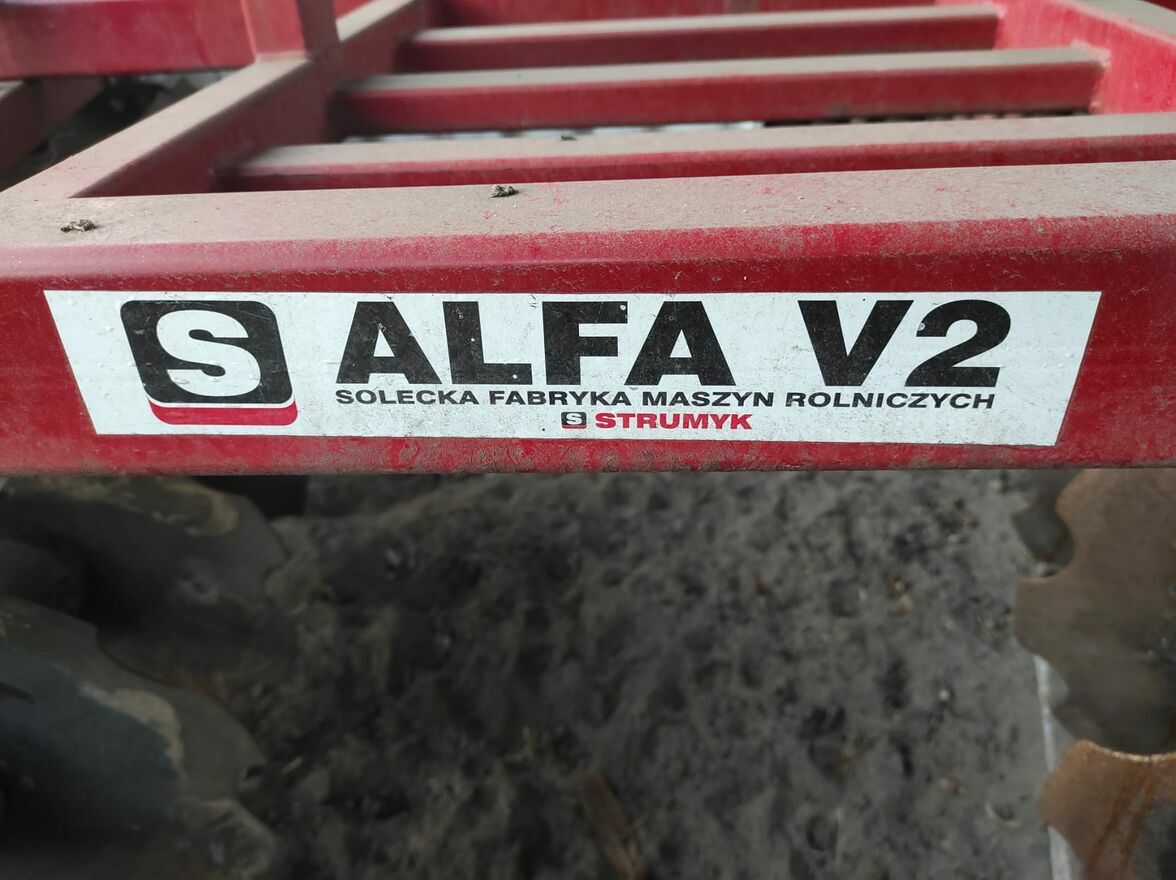 S ALFA V2
SOLECKA FABRYKA MASZYN ROLNICZYCH
S STRUMYK